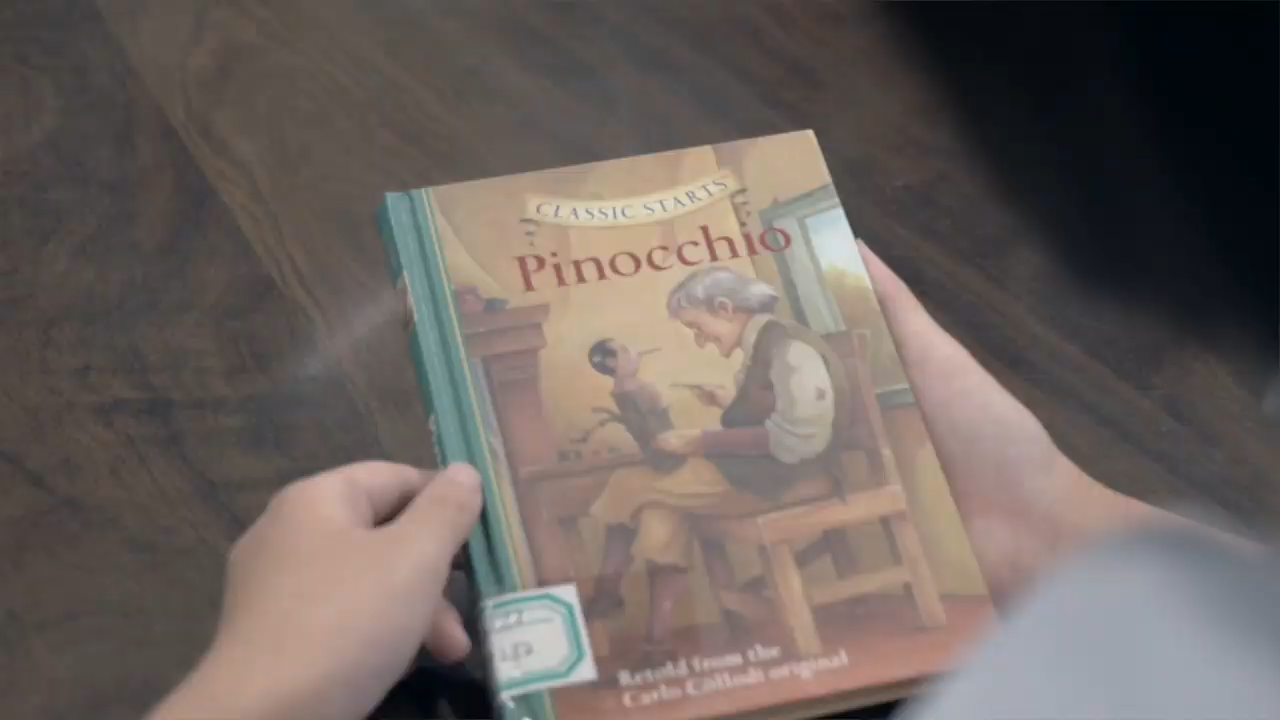 CLASSIC STARTS
Pinocchio
Retold from the
Carlo Collodi original